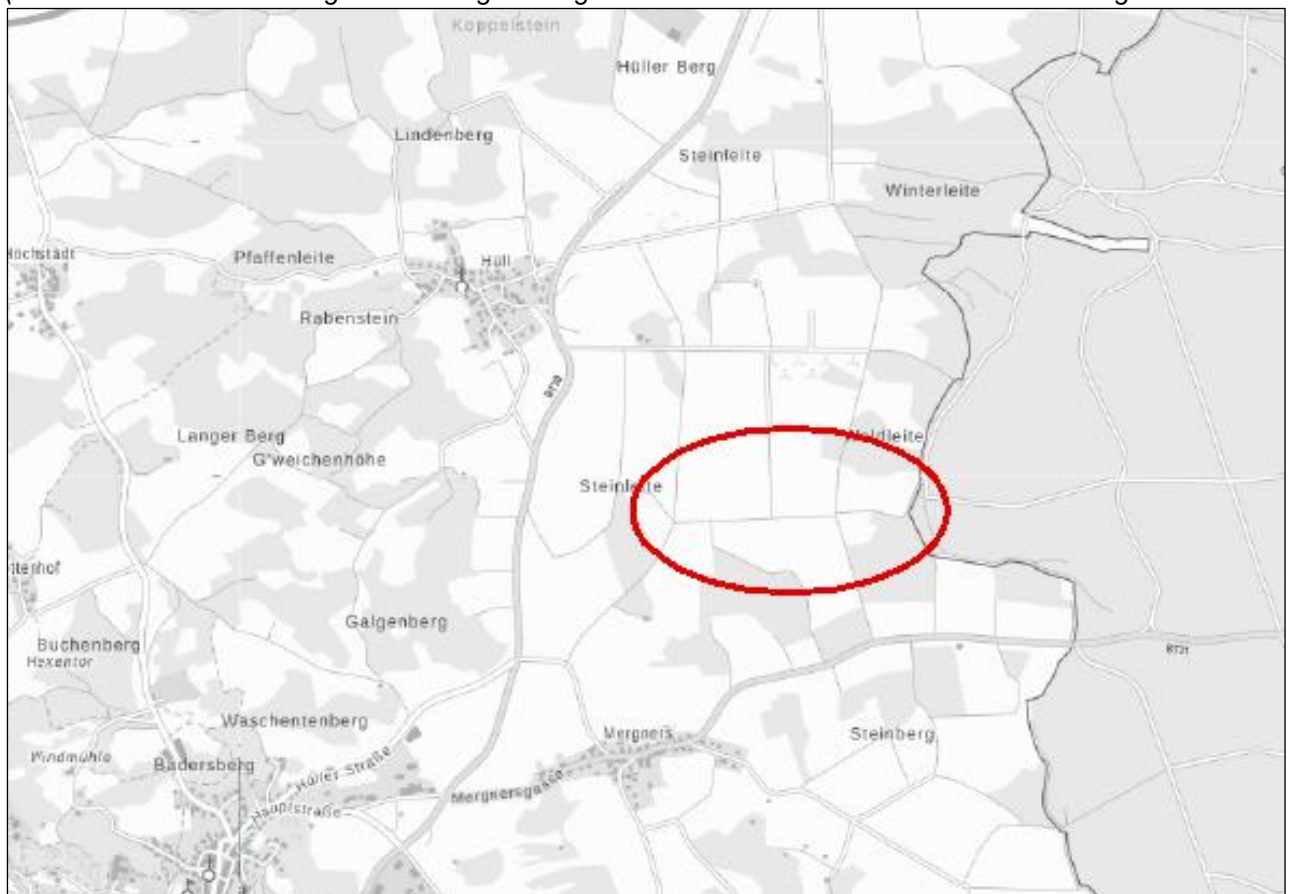 Koppelstein
Hüller Berg
Lindenberg
Steinleite
Winterleite
Höchstädt
Pfaffenleite
Hüll
Rabenstein
Langer Berg
G'weichenhöhe
Waldleite
Steinleite
Galgenberg
Buchenberg
Hexentor
Waschentenberg
Mergners
Steinberg
Windmühle
Badersberg
Hüller Straße
Mergnersgasse
Hauptstraße